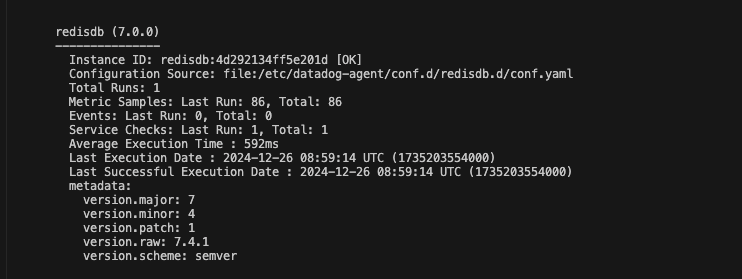 redisdb (7.0.0)
---------------
Instance ID: redisdb:4d292134ff5e201d [OK]
Configuration Source: file:/etc/datadog-agent/conf.d/redisdb.d/conf.yaml
Total Runs: 1
Metric Samples: Last Run: 86, Total: 86
Events: Last Run: 0, Total: 0
Service Checks: Last Run: 1, Total: 1
Average Execution Time : 592ms
Last Execution Date : 2024-12-26 08:59:14 UTC (1735203554000)
Last Successful Execution Date : 2024-12-26 08:59:14 UTC (1735203554000)
metadata:
version.major: 7
version.minor: 4
version.patch: 1
version.raw: 7.4.1
version.scheme: semver